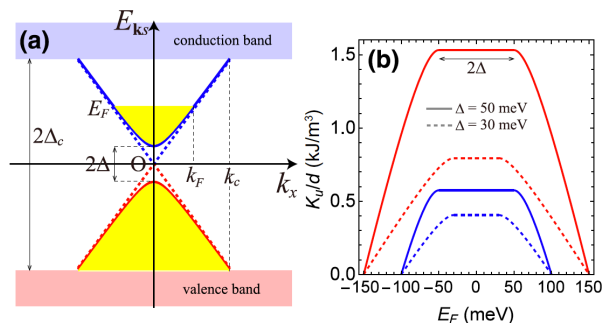 (a)
E_ks
conduction band
E_F
2Δ_c
2Δ
O
k_F
k_c
k_x
valence band
(b)
K_u/d (kJ/m³)
1.5
1.0
0.5
0.0
2Δ
Δ = 50 meV
Δ = 30 meV
−150 −100 −50 0 50 100 150
E_F (meV)